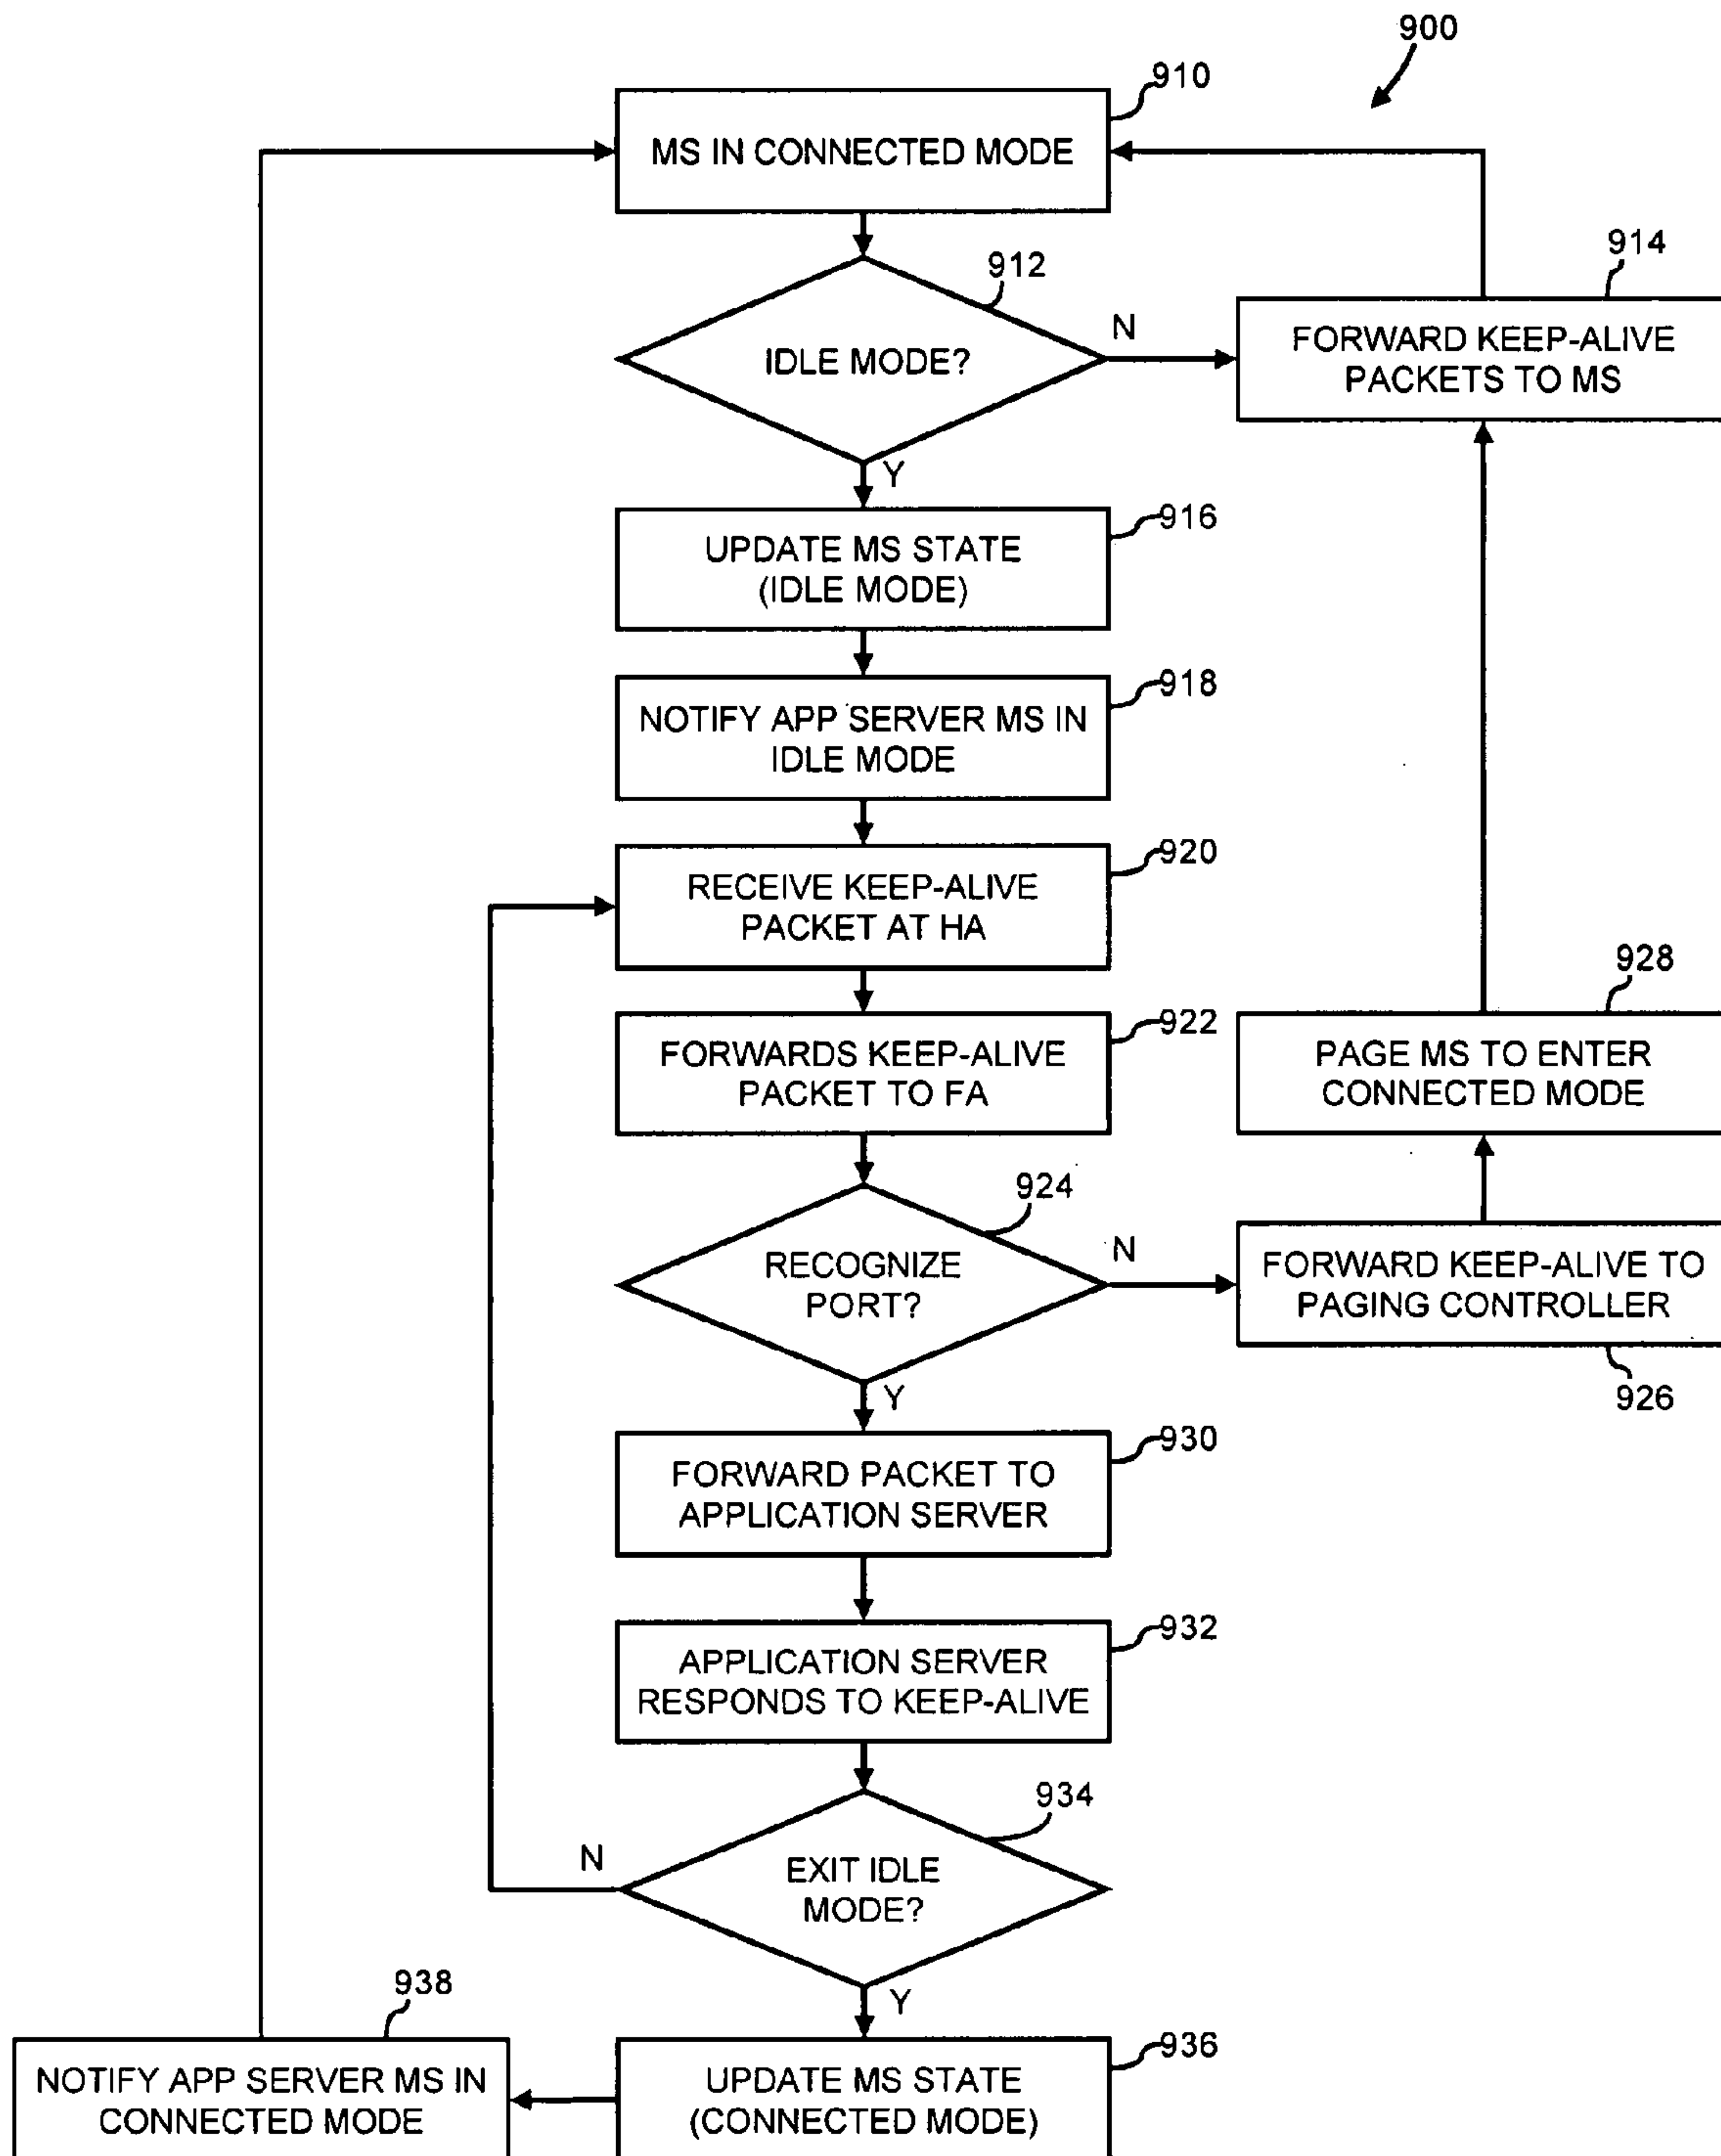 900
910
MS IN CONNECTED MODE
912
IDLE MODE?
N
Y
914
FORWARD KEEP-ALIVE
PACKETS TO MS
916
UPDATE MS STATE
(IDLE MODE)
918
NOTIFY APP SERVER MS IN
IDLE MODE
920
RECEIVE KEEP-ALIVE
PACKET AT HA
922
FORWARDS KEEP-ALIVE
PACKET TO FA
928
PAGE MS TO ENTER
CONNECTED MODE
924
RECOGNIZE
PORT?
N
Y
FORWARD KEEP-ALIVE TO
PAGING CONTROLLER
926
930
FORWARD PACKET TO
APPLICATION SERVER
932
APPLICATION SERVER
RESPONDS TO KEEP-ALIVE
934
EXIT IDLE
MODE?
N
Y
938
NOTIFY APP SERVER MS IN
CONNECTED MODE
936
UPDATE MS STATE
(CONNECTED MODE)